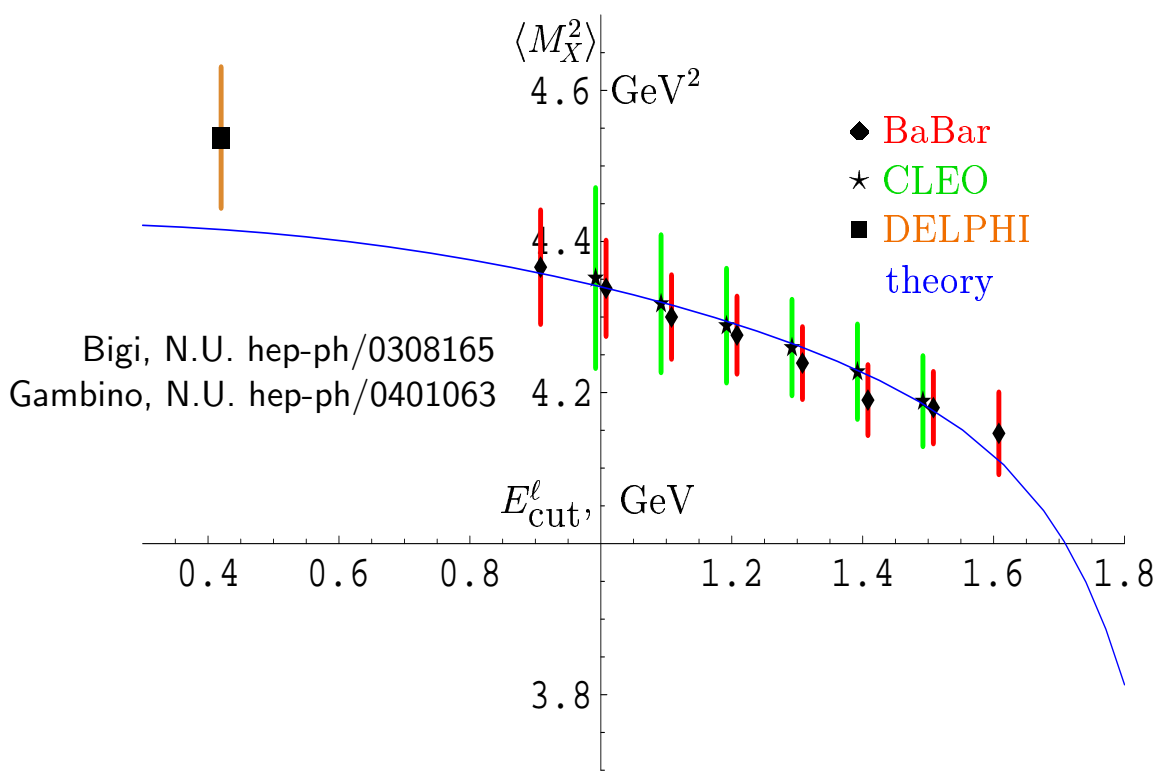 ⟨M_X^2⟩
4.6 GeV^2
BaBar
CLEO
DELPHI
4.4
theory
Bigi, N.U. hep-ph/0308165
Gambino, N.U. hep-ph/0401063
4.2
E^ℓ_cut, GeV
0.4 0.6 0.8 1.2 1.4 1.6 1.8
3.8